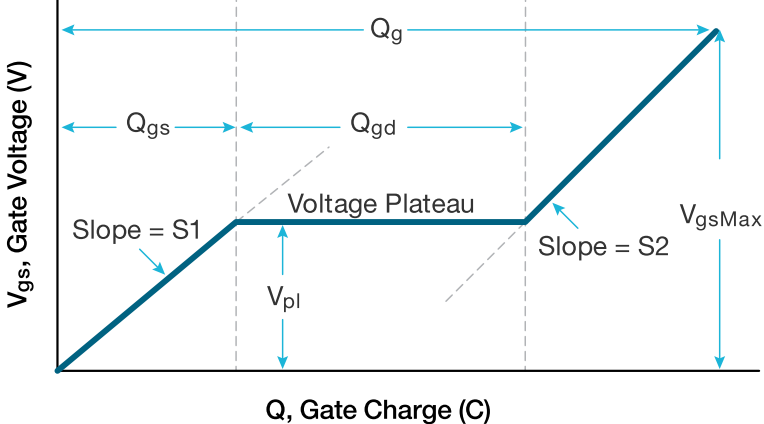 Qg
Qgs
Qgd
Voltage Plateau
Slope = S1
VgsMax
Slope = S2
Vpl
Vgs, Gate Voltage (V)
Q, Gate Charge (C)